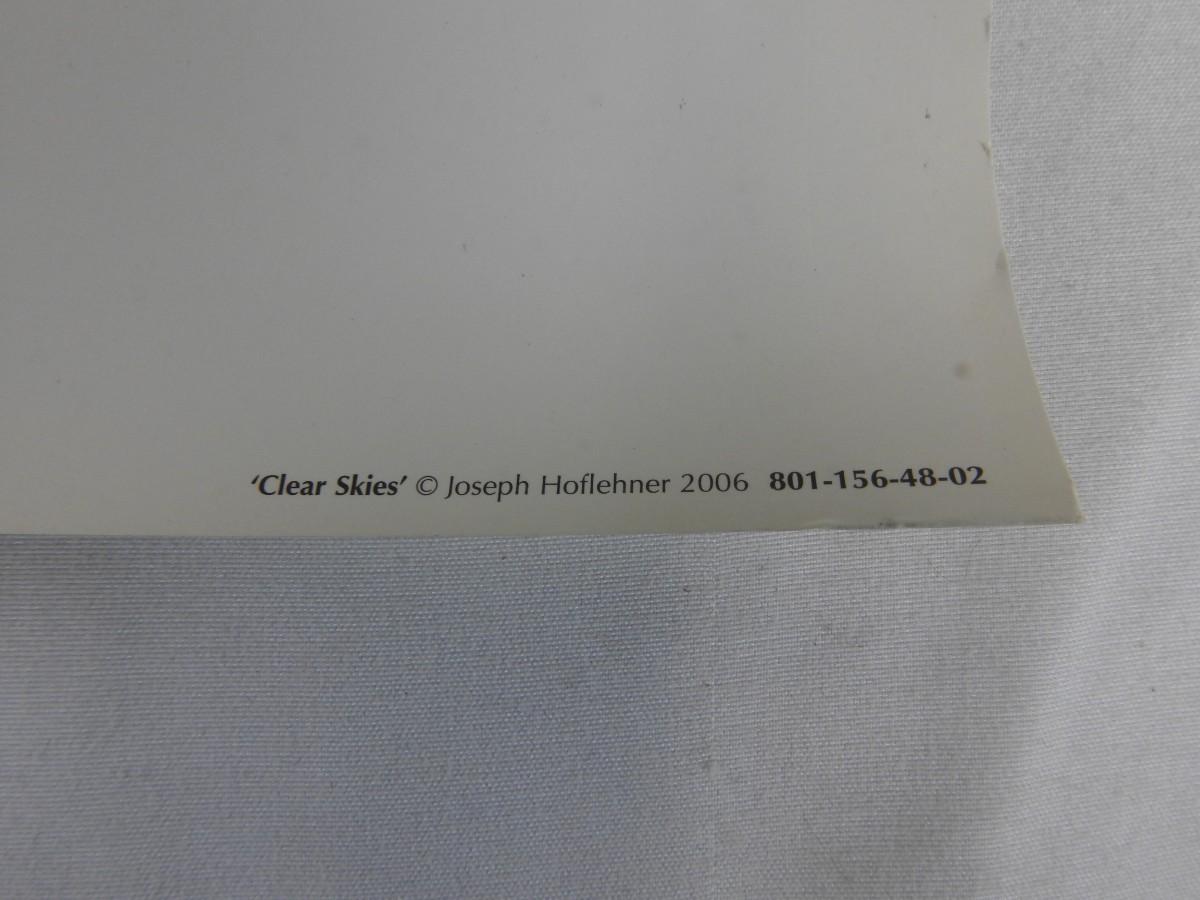 ‘Clear Skies’ © Joseph Hoflehner 2006 801-156-48-02